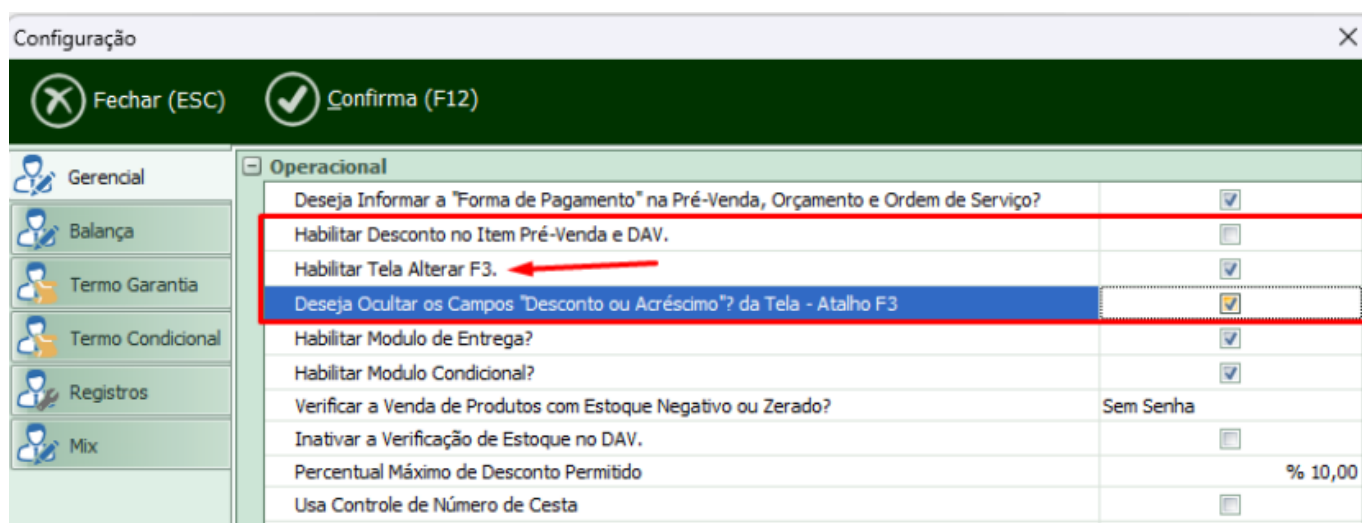 Configuração
Fechar (ESC) Confirma (F12)
Gerencial
Balança
Termo Garantia
Termo Condicional
Registros
Mix
Operacional
Deseja Informar a "Forma de Pagamento" na Pré-Venda, Orçamento e Ordem de Serviço?
Habilitar Desconto no Item Pré-Venda e DAV.
Habilitar Tela Alterar F3.
Deseja Ocultar os Campos "Desconto ou Acréscimo"? da Tela - Atalho F3
Habilitar Modulo de Entrega?
Habilitar Modulo Condicional?
Verificar a Venda de Produtos com Estoque Negativo ou Zerado? Sem Senha
Inativar a Verificação de Estoque no DAV.
Percentual Máximo de Desconto Permitido % 10,00
Usa Controle de Número de Cesta